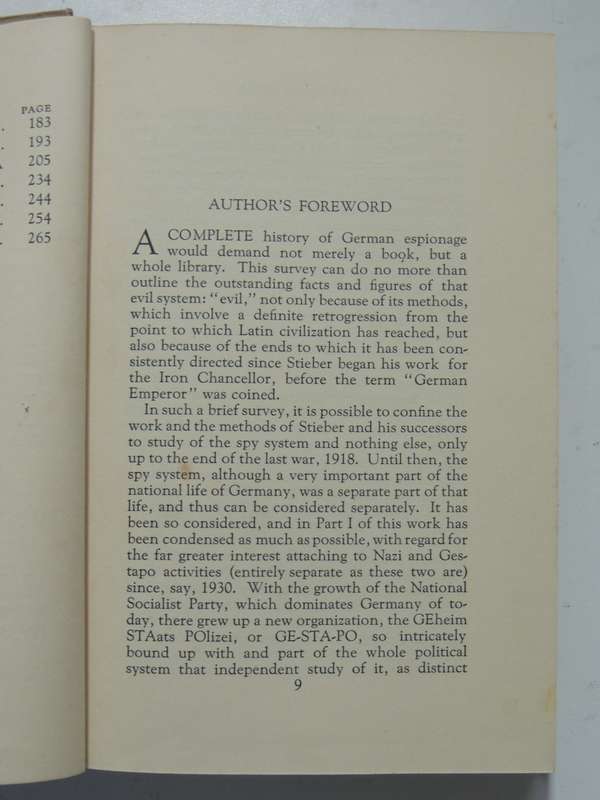 PAGE
. 183
. 193
205
. 234
. 244
. 254
. 265
AUTHOR'S FOREWORD
A COMPLETE history of German espionage
would demand not merely a book, but a
whole library. This survey can do no more than
outline the outstanding facts and figures of that
evil system: "evil," not only because of its methods,
which involve a definite retrogression from the
point to which Latin civilization has reached, but
also because of the ends to which it has been con-
sistently directed since Stieber began his work for
the Iron Chancellor, before the term "German
Emperor" was coined.
In such a brief survey, it is possible to confine the
work and the methods of Stieber and his successors
to study of the spy system and nothing else, only
up to the end of the last war, 1918. Until then, the
spy system, although a very important part of the
national life of Germany, was a separate part of that
life, and thus can be considered separately. It has
been so considered, and in Part I of this work has
been condensed as much as possible, with regard for
the far greater interest attaching to Nazi and Ges-
tapo activities (entirely separate as these two are)
since, say, 1930. With the growth of the National
Socialist Party, which dominates Germany of to-
day, there grew up a new organization, the GEheim
STAats POlizei, or GE-STA-PO, so intricately
bound up with and part of the whole political
system that independent study of it, as distinct
9